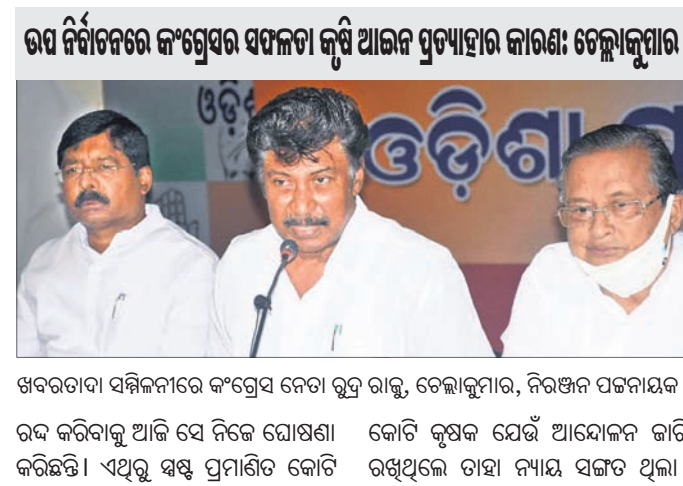 ଉପ ନିର୍ବାଚନରେ କଂଗ୍ରେସର ସଫଳତା କୃଷି ଆଇନ ପ୍ରତ୍ୟାହାର କାରଣ: ଚେଲ୍ଲାକୁମାର
ଓଡ଼ିଶା
ଖବରଦାତା ସମ୍ମିଳନୀରେ କଂଗ୍ରେସ ନେତା ରୁଦ୍ର ରାଜୁ, ଚେଲ୍ଲାକୁମାର, ନିରଞ୍ଜନ ପଟ୍ଟନାୟକ
ରଦ୍ଦ କରିବାକୁ ଆଜି ସେ ନିଜେ ଘୋଷଣା
କରିଛନ୍ତି। ଏଥିରୁ ସ୍ପଷ୍ଟ ପ୍ରମାଣିତ କୋଟି
କୋଟି କୃଷକ ଯେଉଁ ଆନ୍ଦୋଳନ ଜାରି
ରଖିଥିଲେ ତାହା ନ୍ୟାୟ ସଙ୍ଗତ ଥିଲା